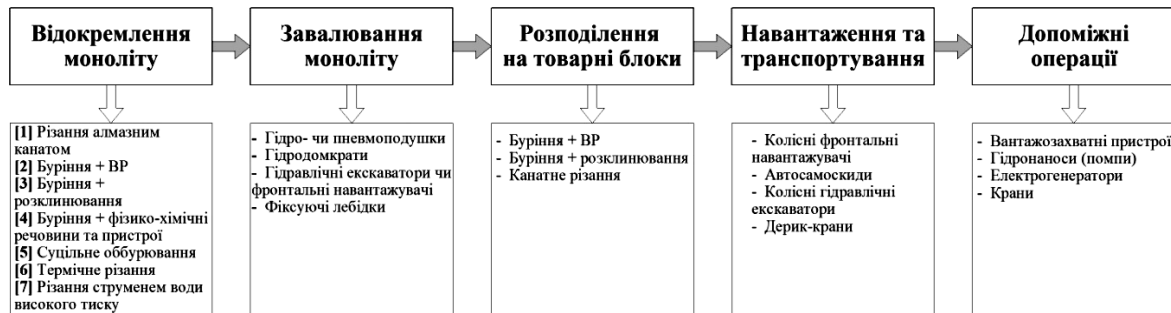 Відокремлення
моноліту
Завалювання
моноліту
Розподілення
на товарні блоки
Навантаження та
транспортування
Допоміжні
операції
[1] Різання алмазним
канатом
[2] Буріння + ВР
[3] Буріння +
розклинювання
[4] Буріння + фізико-хімічні
речовини та пристрої
[5] Суцільне оббурювання
[6] Термічне різання
[7] Різання струменем води
високого тиску
- Гідро- чи пневмоподушки
- Гідродомкрати
- Гідравлічні екскаватори чи
фронтальні навантажувачі
- Фіксуючі лебідки
- Буріння + ВР
- Буріння + розклинювання
- Канатне різання
- Колісні фронтальні
навантажувачі
- Автосамоскиди
- Колісні гідравлічні
екскаватори
- Дерик-крани
- Вантажозахватні пристрої
- Гідронаноси (помпи)
- Електрогенератори
- Крани